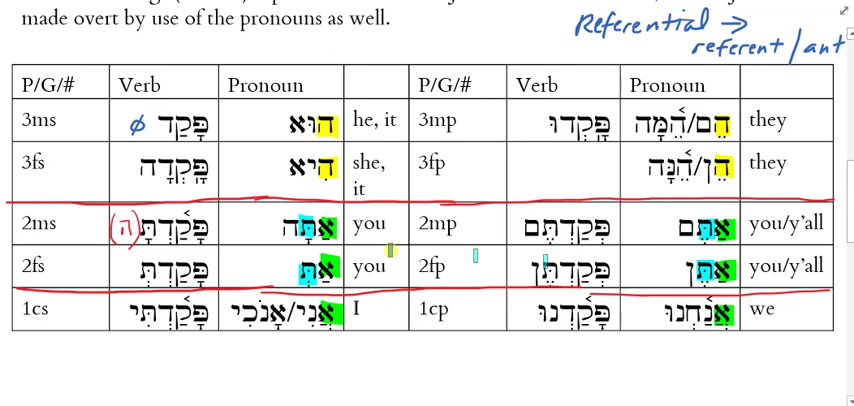 made overt by use of the pronouns as well.
Referential →
referent/ant
P/G/# Verb Pronoun P/G/# Verb Pronoun
3ms ∅ פָּקַד הוּא he, it 3mp פָּֽקְדוּ הֵם/הֵ֫מָּה they
3fs פָּֽקְדָה הִיא she, it 3fp הֵן/הֵ֫נָּה they
2ms (ה) פָּקַ֫דְתָּ אַתָּה you 2mp פְּקַדְתֶּם אַתֶּם you/y’all
2fs פָּקַדְתְּ אַתְּ you 2fp פְּקַדְתֶּן אַתֶּן you/y’all
1cs פָּקַ֫דְתִּי אֲנִי/אָנֹכִי I 1cp פָּקַ֫דְנוּ אֲנַ֫חְנוּ we